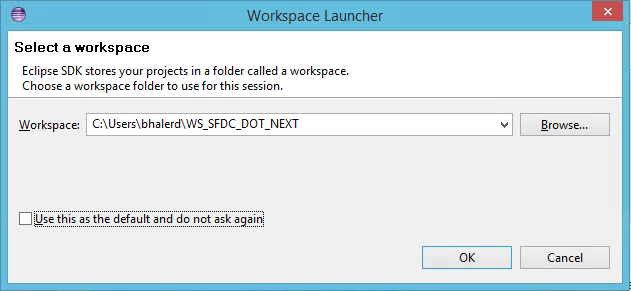 Workspace Launcher
Select a workspace
Eclipse SDK stores your projects in a folder called a workspace.
Choose a workspace folder to use for this session.
Workspace: C:\Users\bhalerd\WS_SFDC_DOT_NEXT Browse...
Use this as the default and do not ask again
OK Cancel